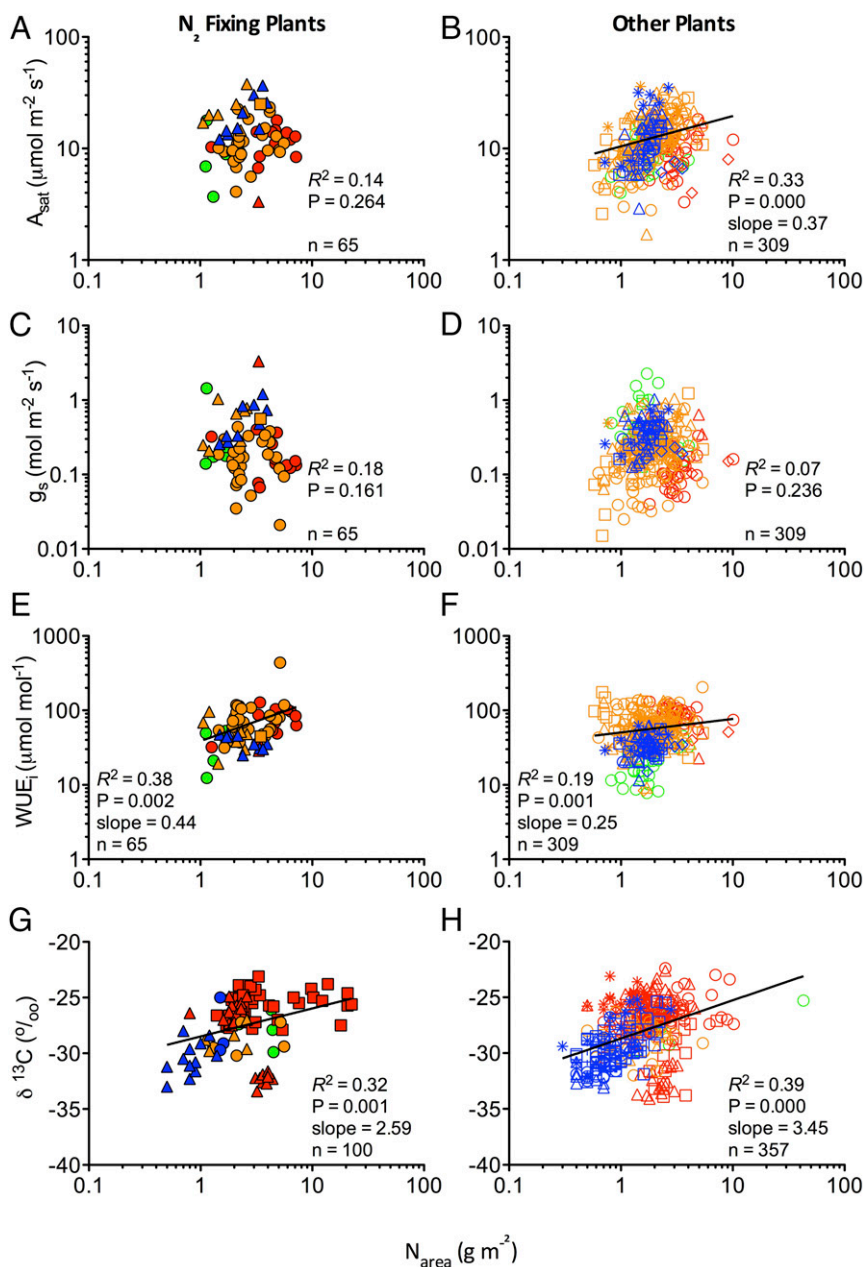 N₂ Fixing Plants
Other Plants
A
B
A_sat (μmol m⁻² s⁻¹)
100
10
1
0.1 1 10 100
R² = 0.14
P = 0.264
n = 65
100
10
1
0.1 1 10 100
R² = 0.33
P = 0.000
slope = 0.37
n = 309
C
D
g_s (mol m⁻² s⁻¹)
10
1
0.1
0.01
0.1 1 10 100
R² = 0.18
P = 0.161
n = 65
10
1
0.1
0.01
0.1 1 10 100
R² = 0.07
P = 0.236
n = 309
E
F
WUE_i (μmol mol⁻¹)
1000
100
10
1
0.1 1 10 100
R² = 0.38
P = 0.002
slope = 0.44
n = 65
1000
100
10
1
0.1 1 10 100
R² = 0.19
P = 0.001
slope = 0.25
n = 309
G
H
δ ¹³C (⁰/₀₀)
-20
-25
-30
-35
-40
0.1 1 10 100
R² = 0.32
P = 0.001
slope = 2.59
n = 100
-20
-25
-30
-35
-40
0.1 1 10 100
R² = 0.39
P = 0.000
slope = 3.45
n = 357
N_area (g m⁻²)